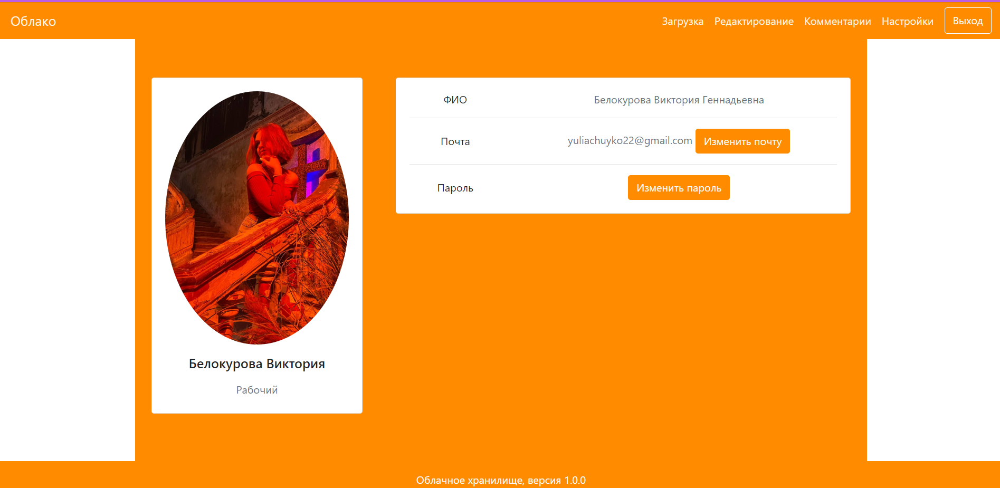 Облако
Загрузка Редактирование Комментарии Настройки Выход
ФИО Белокурова Виктория Геннадьевна
Почта yuliachuyko22@gmail.com Изменить почту
Пароль Изменить пароль
Белокурова Виктория
Рабочий
Облачное хранилище, версия 1.0.0